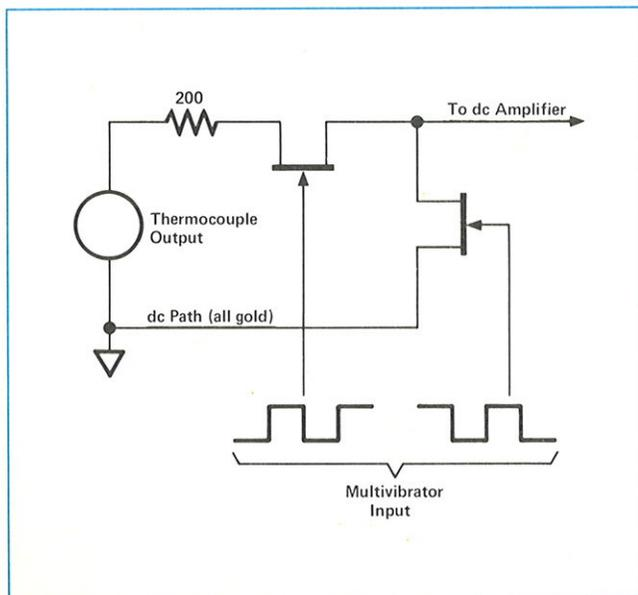 200
To dc Amplifier
Thermocouple
Output
dc Path (all gold)
Multivibrator
Input